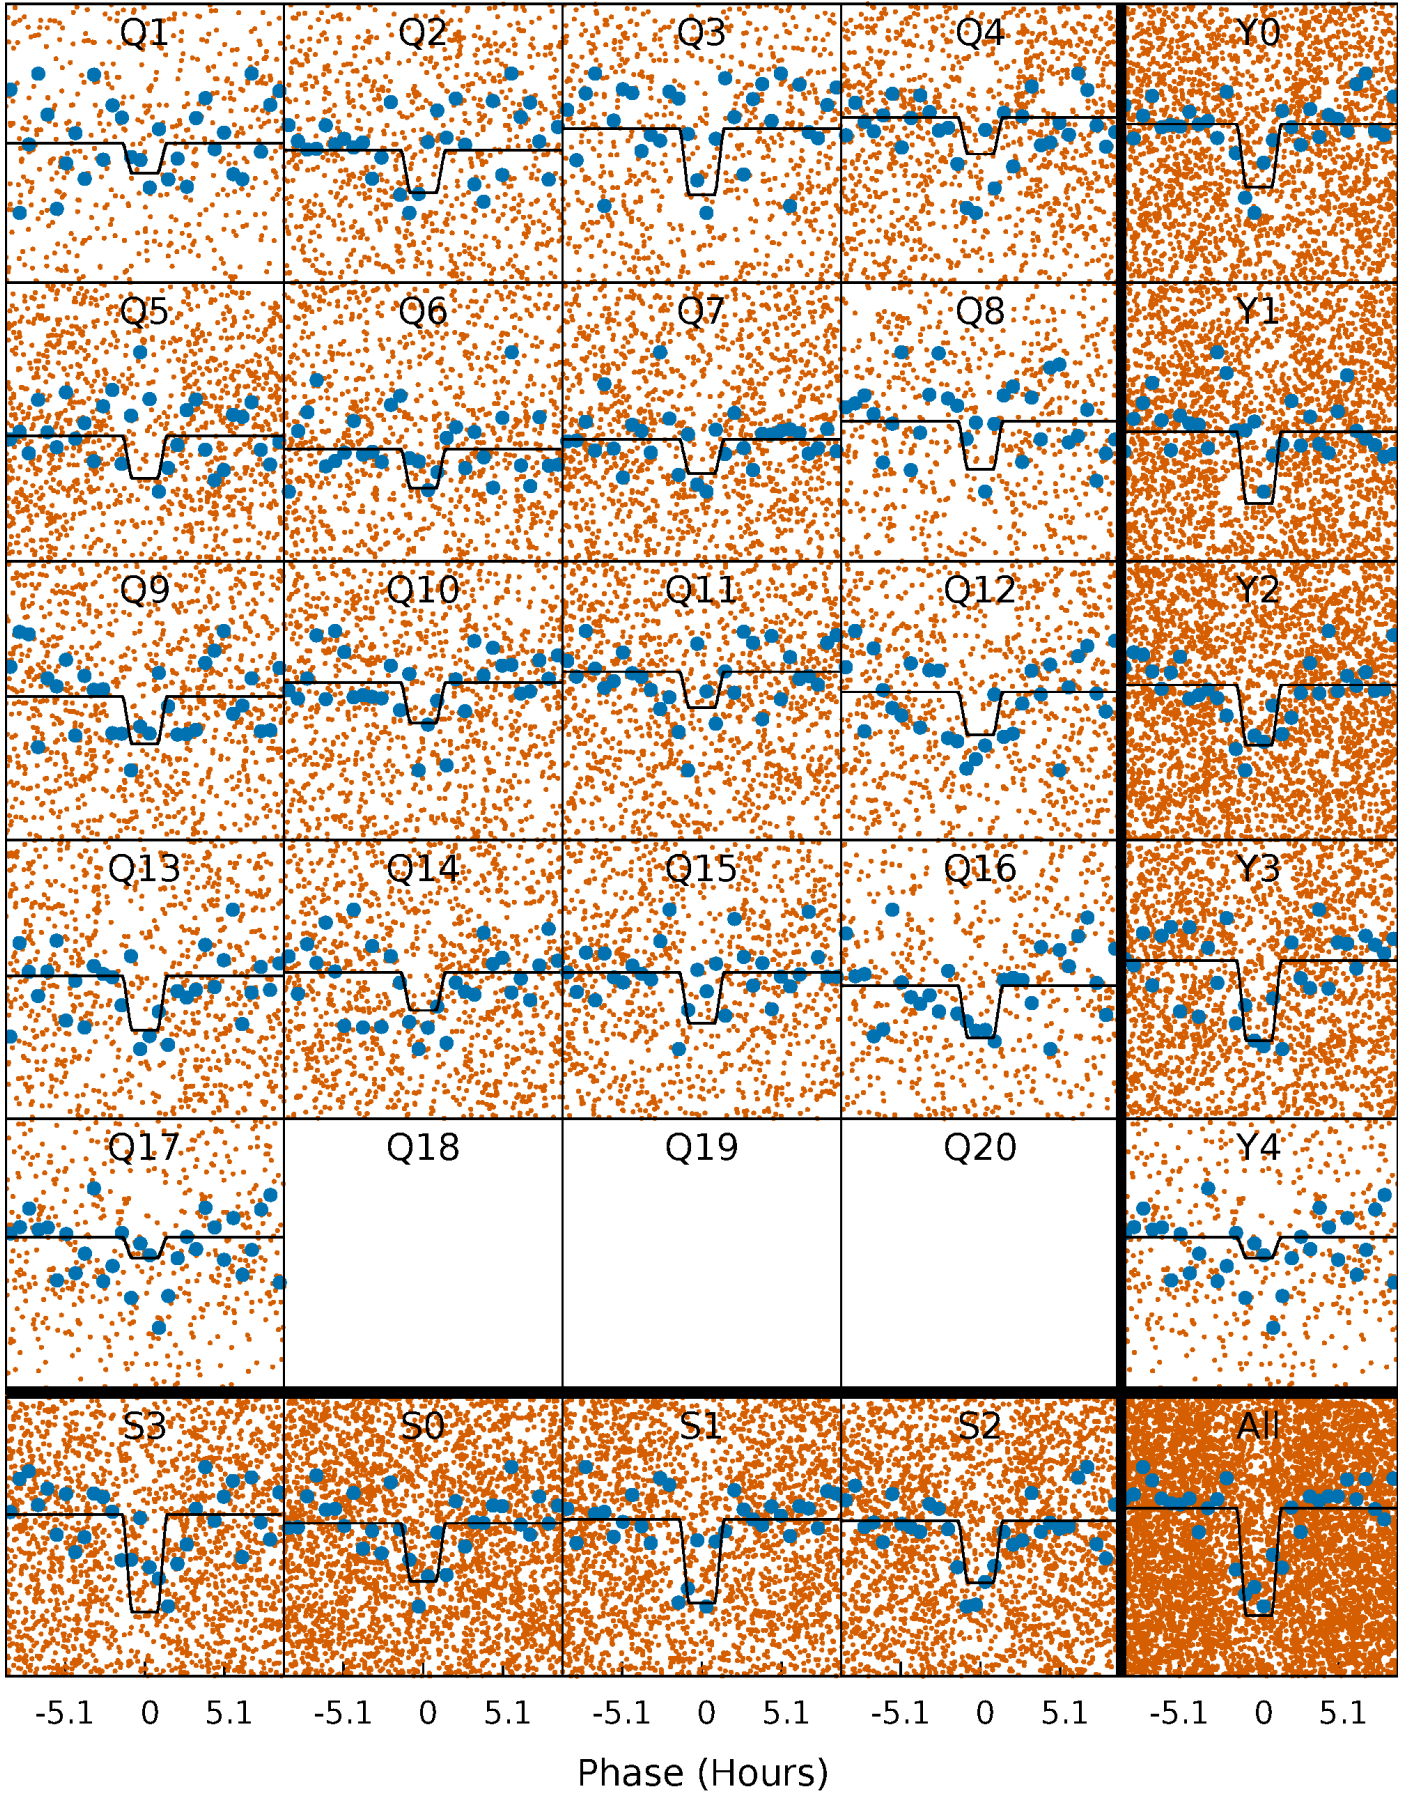 Q1 Q2 Q3 Q4 Y0
Q5 Q6 Q7 Q8 Y1
Q9 Q10 Q11 Q12 Y2
Q13 Q14 Q15 Q16 Y3
Q17 Q18 Q19 Q20 Y4
S3 S0 S1 S2 All
-5.1 0 5.1 -5.1 0 5.1 -5.1 0 5.1 -5.1 0 5.1 -5.1 0 5.1
Phase (Hours)